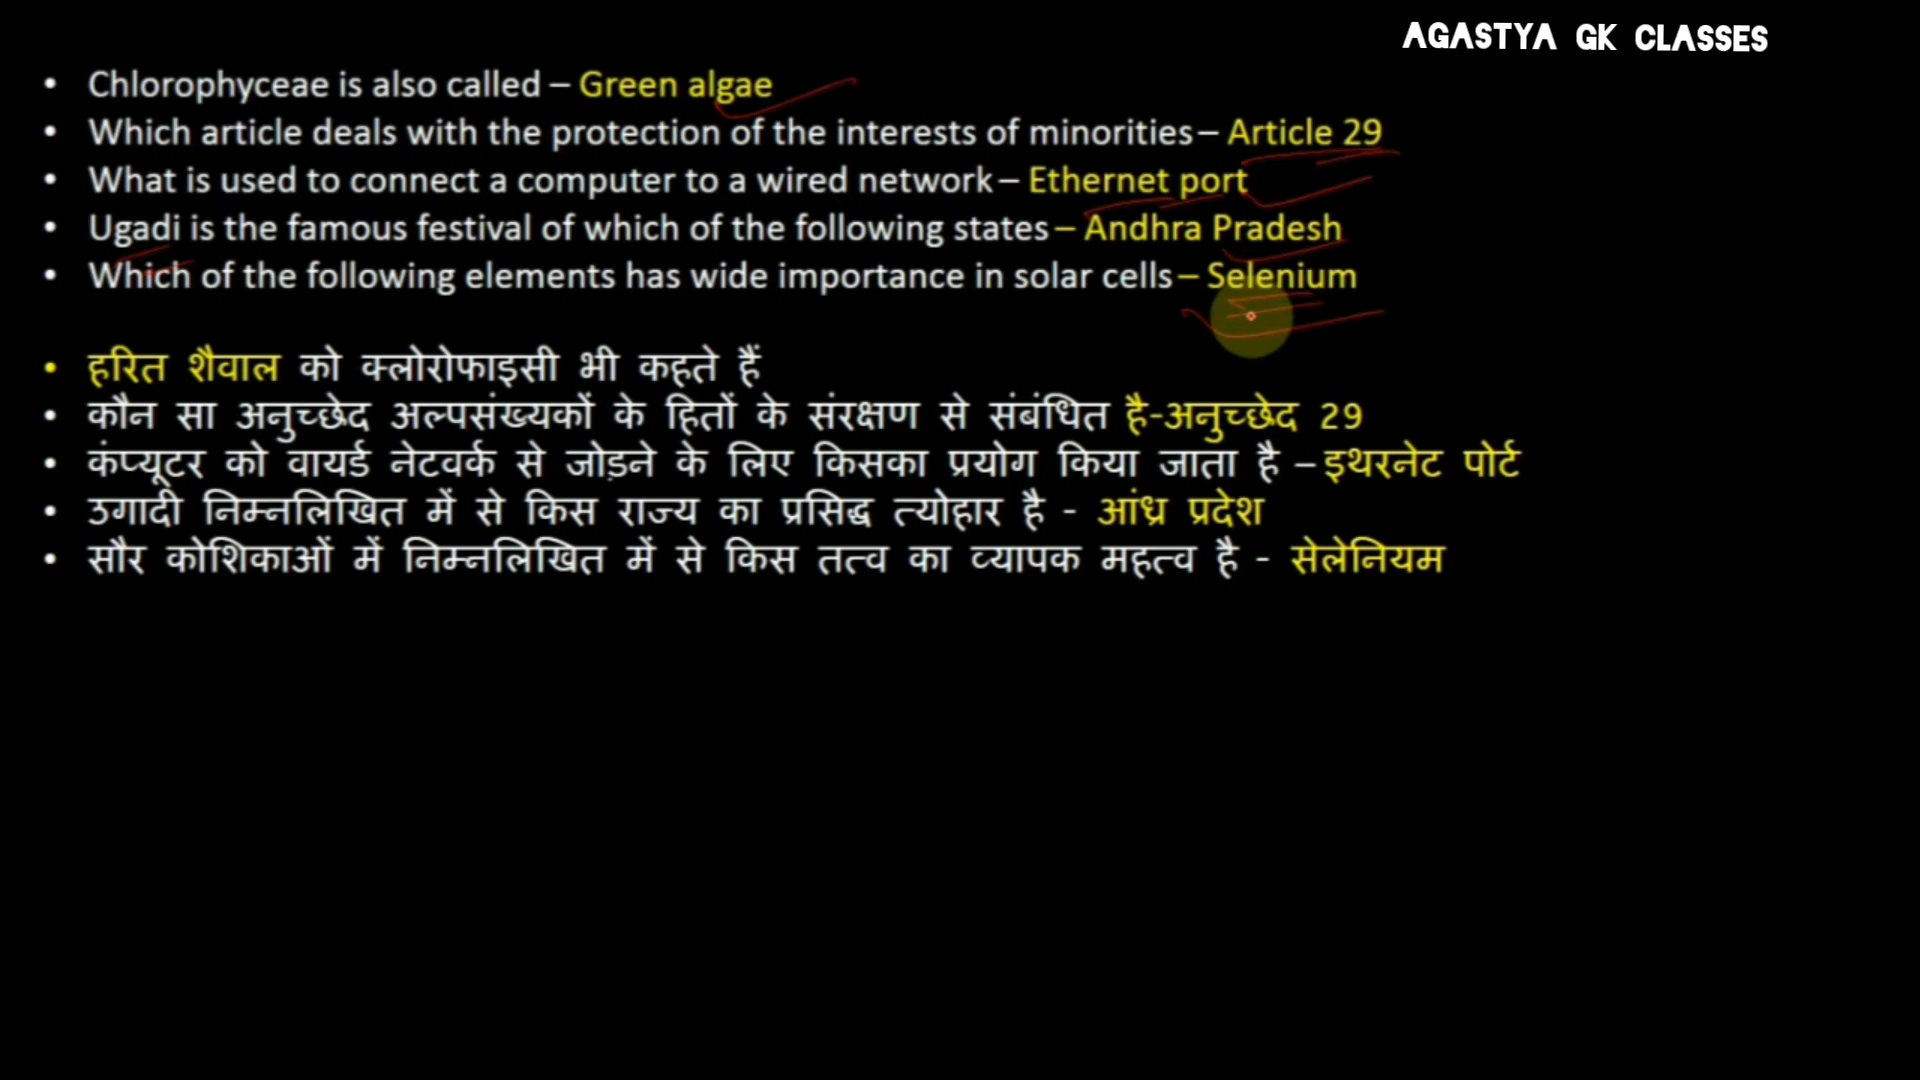 AGASTYA GK CLASSES
• Chlorophyceae is also called – Green algae
• Which article deals with the protection of the interests of minorities – Article 29
• What is used to connect a computer to a wired network – Ethernet port
• Ugadi is the famous festival of which of the following states – Andhra Pradesh
• Which of the following elements has wide importance in solar cells – Selenium
• हरित शैवाल को क्लोरोफाइसी भी कहते हैं
• कौन सा अनुच्छेद अल्पसंख्यकों के हितों के संरक्षण से संबंधित है-अनुच्छेद 29
• कंप्यूटर को वायर्ड नेटवर्क से जोड़ने के लिए किसका प्रयोग किया जाता है – इथरनेट पोर्ट
• उगादी निम्नलिखित में से किस राज्य का प्रसिद्ध त्योहार है - आंध्र प्रदेश
• सौर कोशिकाओं में निम्नलिखित में से किस तत्व का व्यापक महत्व है - सेलेनियम